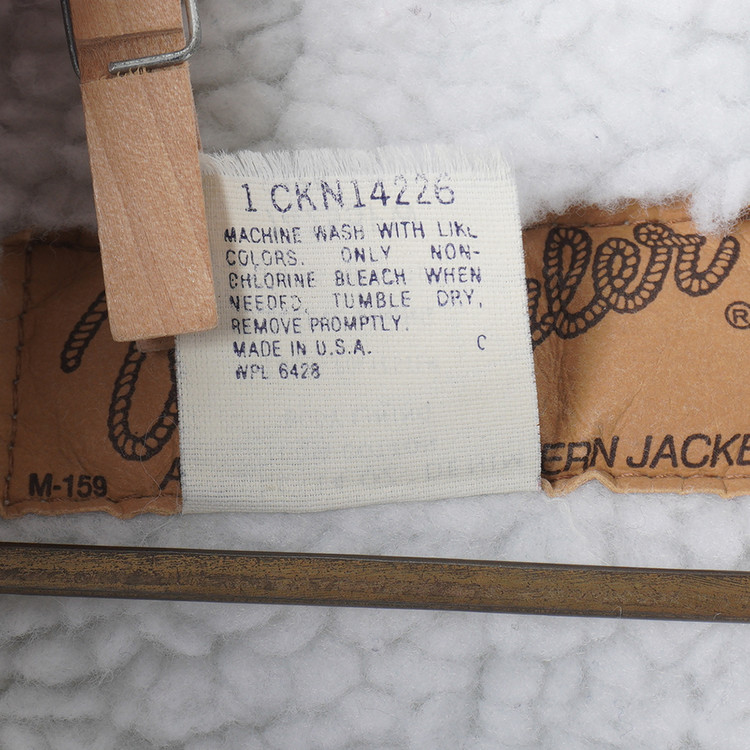 1 CKN14226
MACHINE WASH WITH LIKE
COLORS. ONLY NON-
CHLORINE BLEACH WHEN
NEEDED, TUMBLE DRY,
REMOVE PROMPTLY.
MADE IN U.S.A. C
WPL 6428
ler ®
M-159 A ERN JACKE